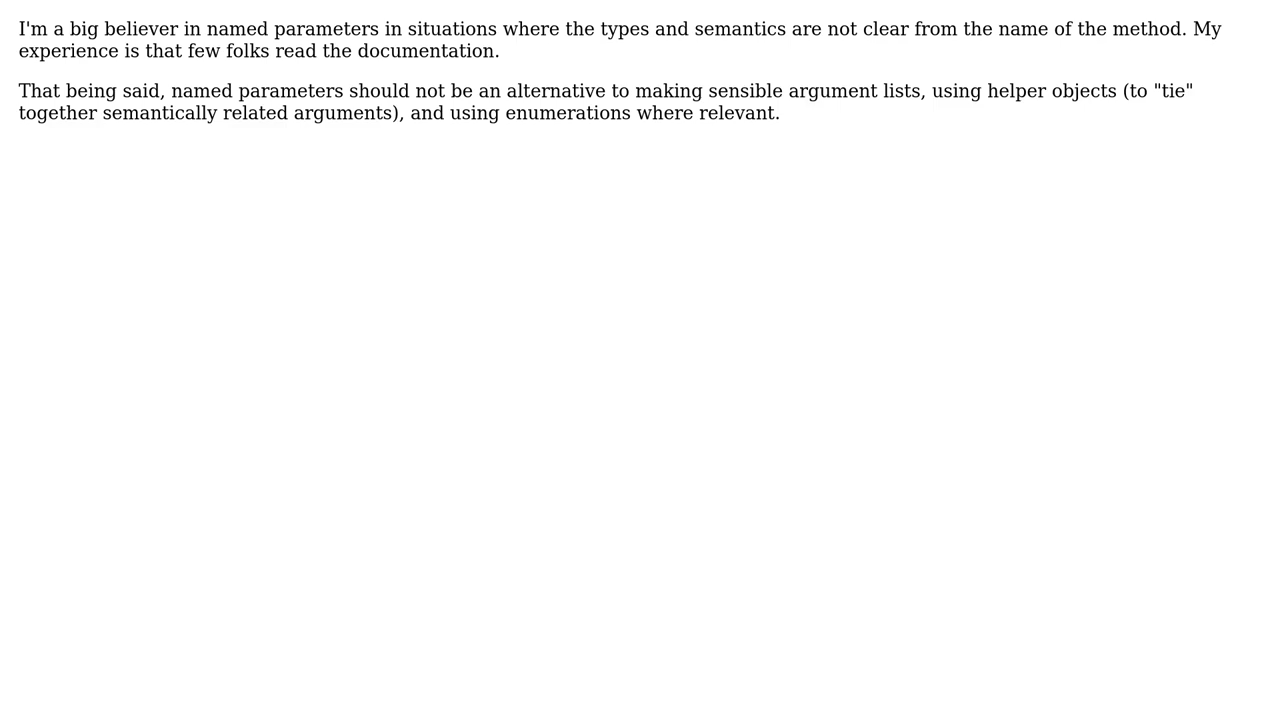 I'm a big believer in named parameters in situations where the types and semantics are not clear from the name of the method. My
experience is that few folks read the documentation.
That being said, named parameters should not be an alternative to making sensible argument lists, using helper objects (to "tie"
together semantically related arguments), and using enumerations where relevant.